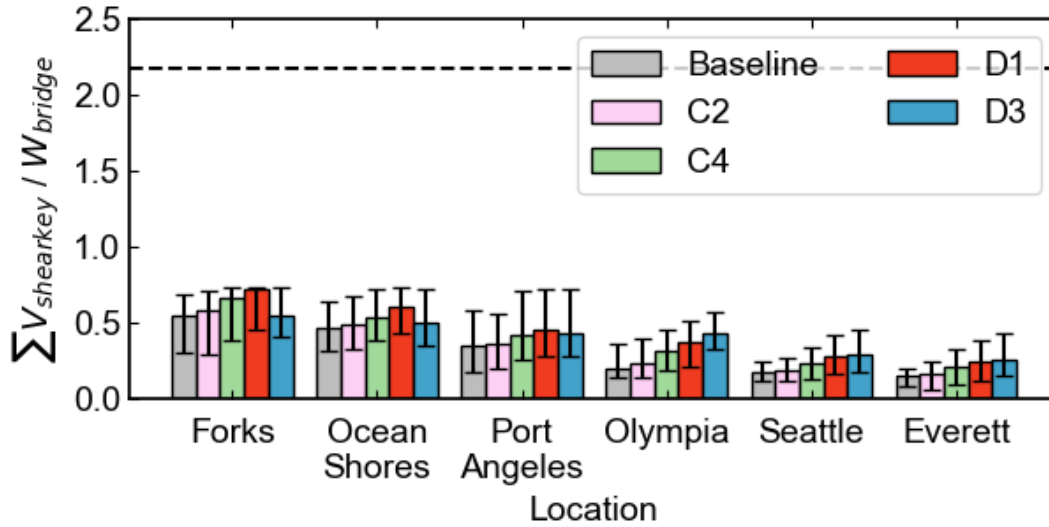 2.5
2.0
1.5
1.0
0.5
0.0
∑V_shearkey / W_bridge
Baseline
C2
C4
D1
D3
Forks
Ocean
Shores
Port
Angeles
Olympia
Seattle
Everett
Location